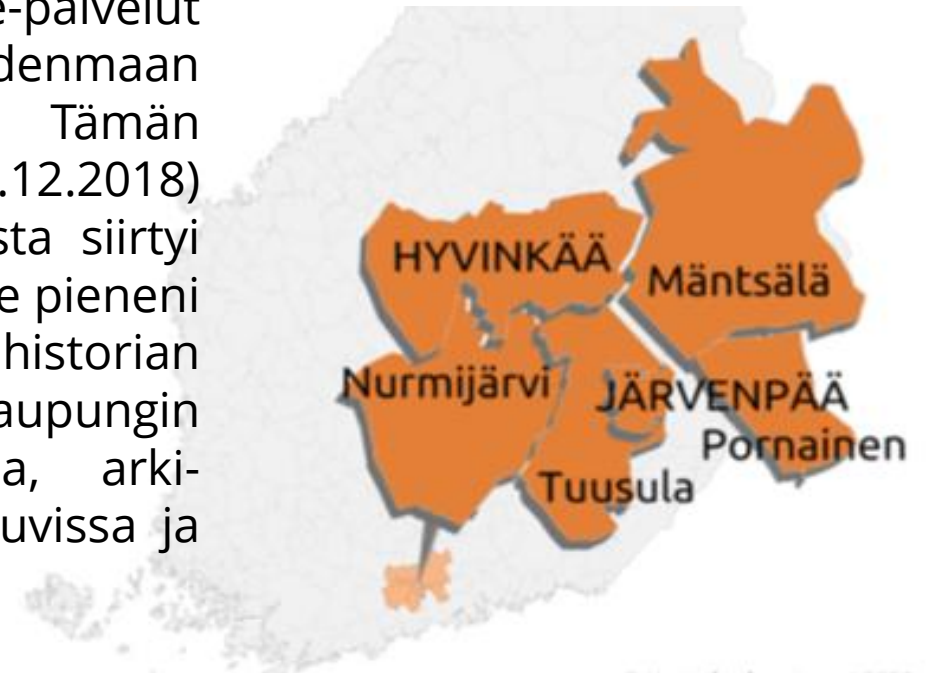 e-palvelut
denmaan
Tämän
.12.2018)
sta siirtyi
e pieneni
historian
aupungin
a, arki-
uvissa ja
HYVINKÄÄ
Mäntsälä
Nurmijärvi
JÄRVENPÄÄ
Pornainen
Tuusula